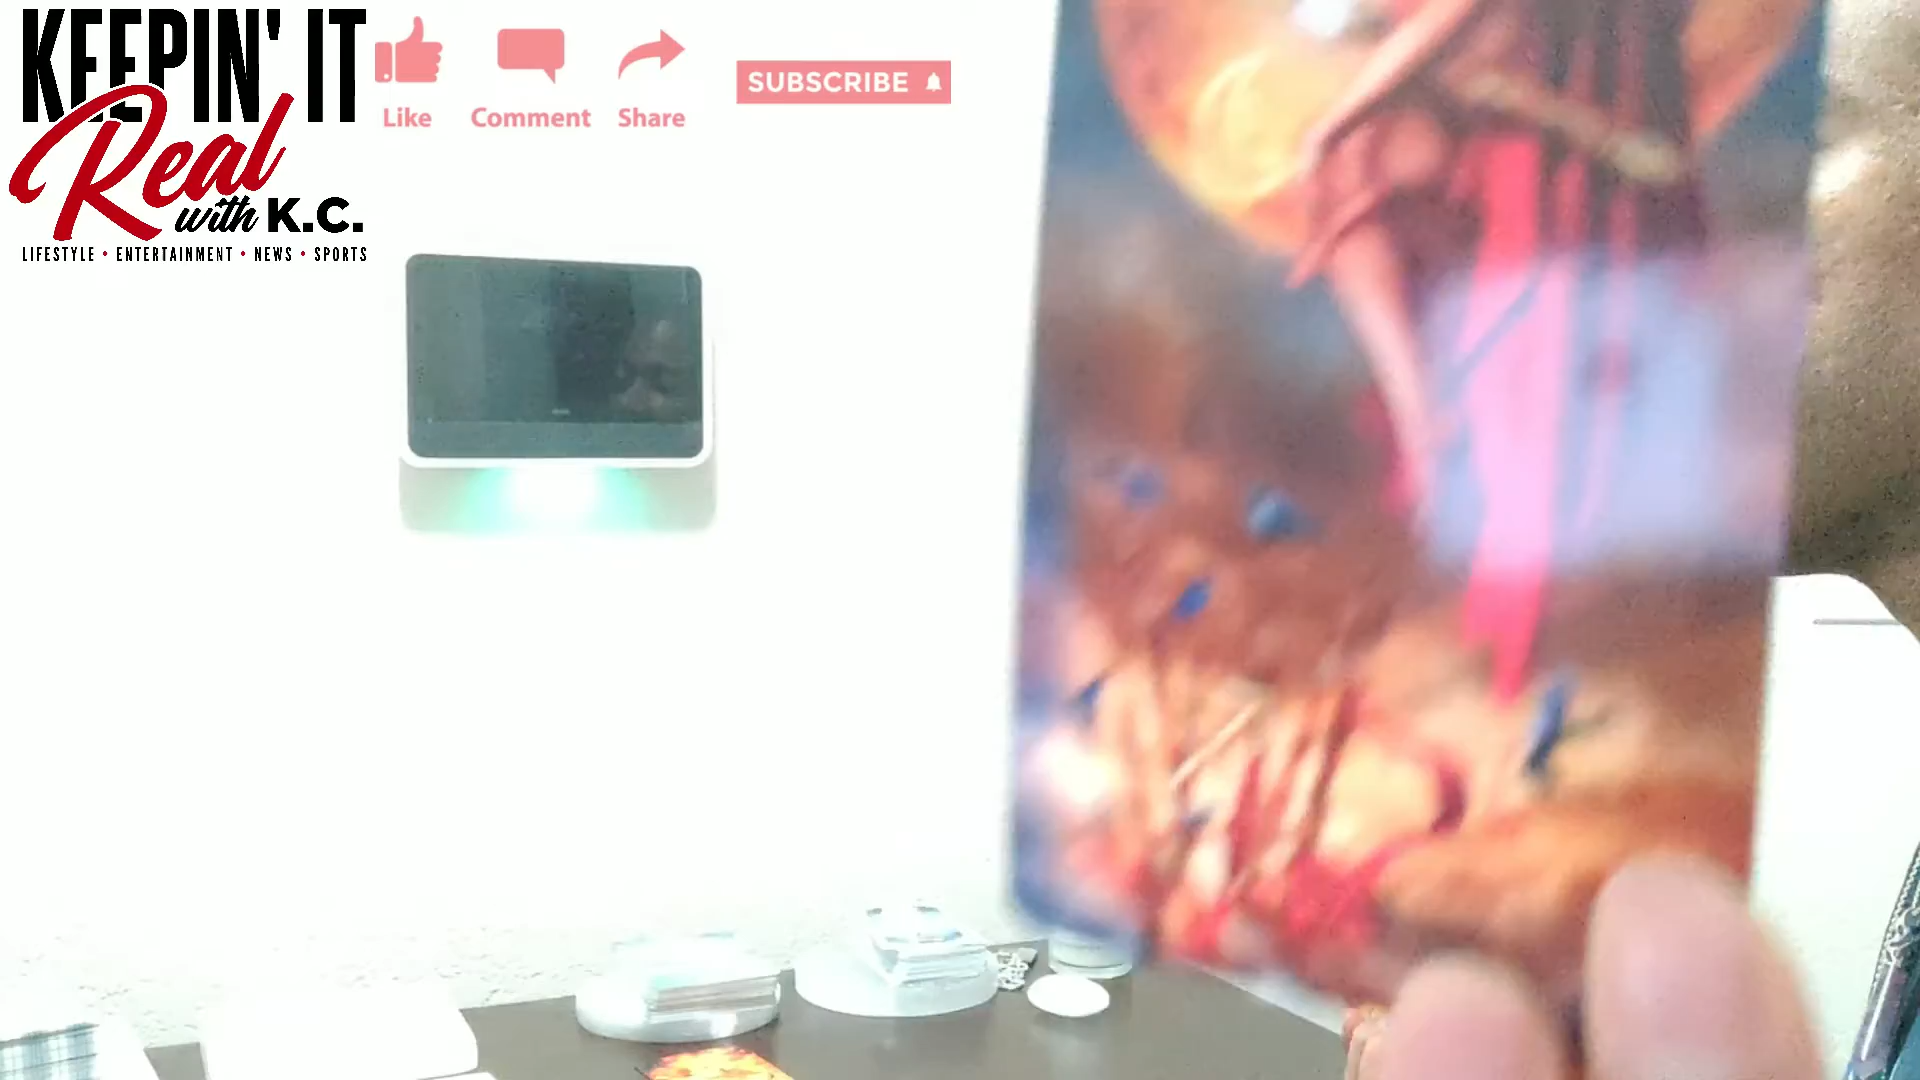 KEEPIN' IT
Real
with K.C.
LIFESTYLE • ENTERTAINMENT • NEWS • SPORTS
Like
Comment
Share
SUBSCRIBE